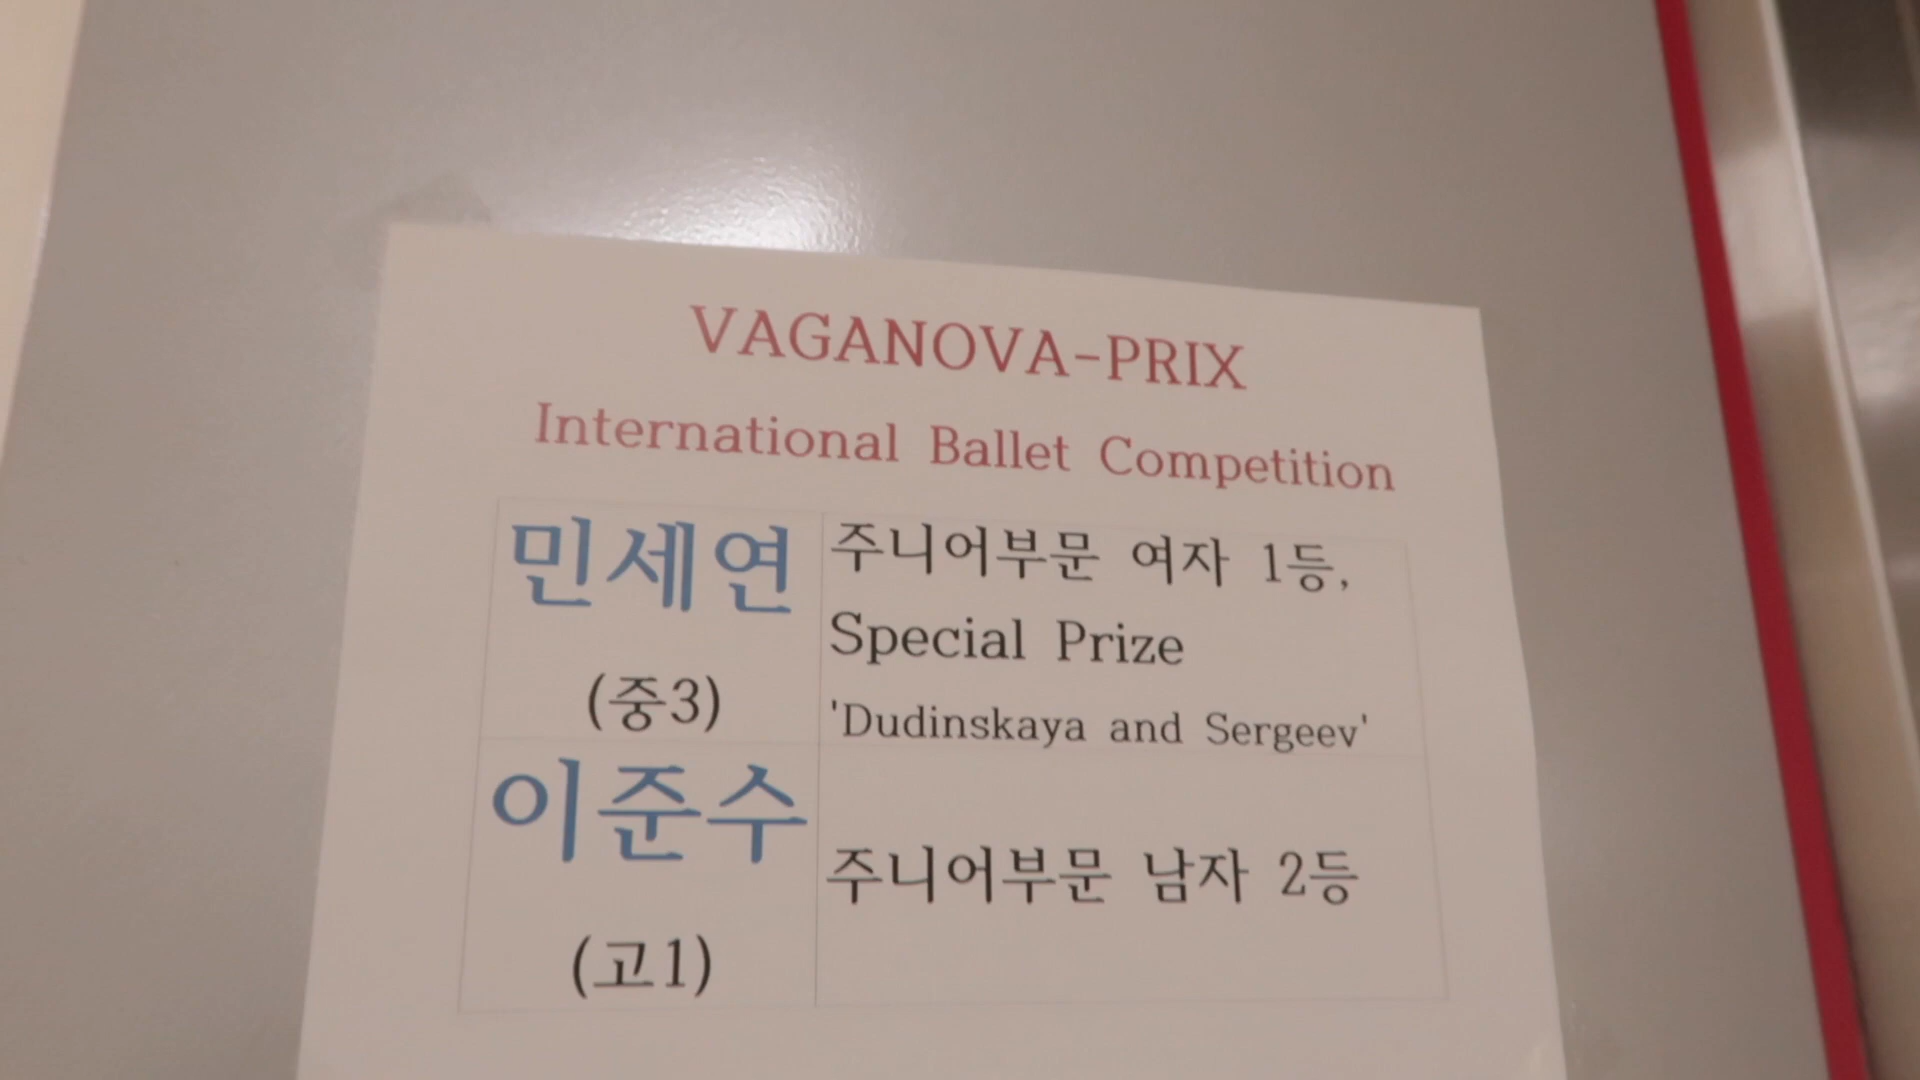 VAGANOVA-PRIX
International Ballet Competition
민세연
(중3)
주니어부문 여자 1등,
Special Prize
'Dudinskaya and Sergeev'
이준수
(고1)
주니어부문 남자 2등